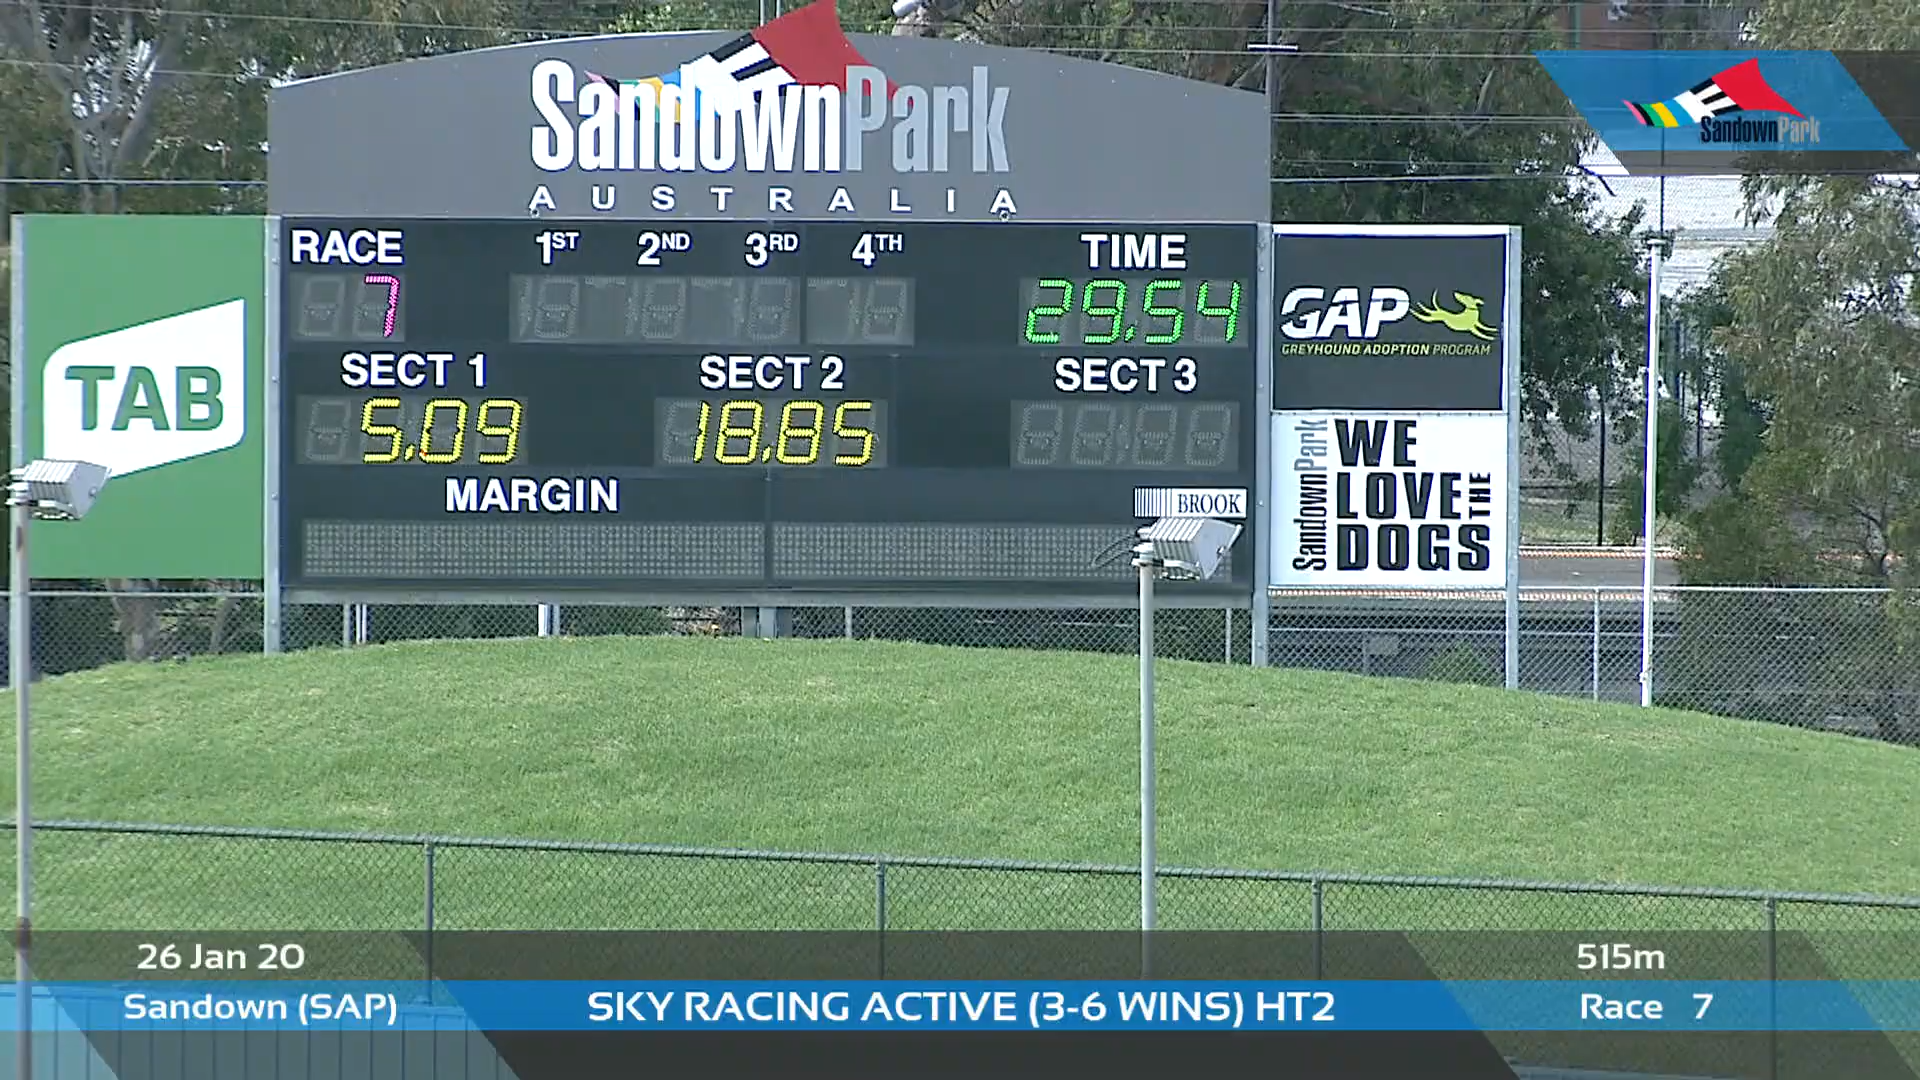 SandownPark
AUSTRALIA
SandownPark
RACE 1ST 2ND 3RD 4TH TIME
7 29.54
SECT 1 SECT 2 SECT 3
5.09 18.85
MARGIN
BROOK
TAB
GAP
GREYHOUND ADOPTION PROGRAM
SandownPark
WE
LOVE THE
DOGS
26 Jan 20
515m
Sandown (SAP)
SKY RACING ACTIVE (3-6 WINS) HT2
Race 7